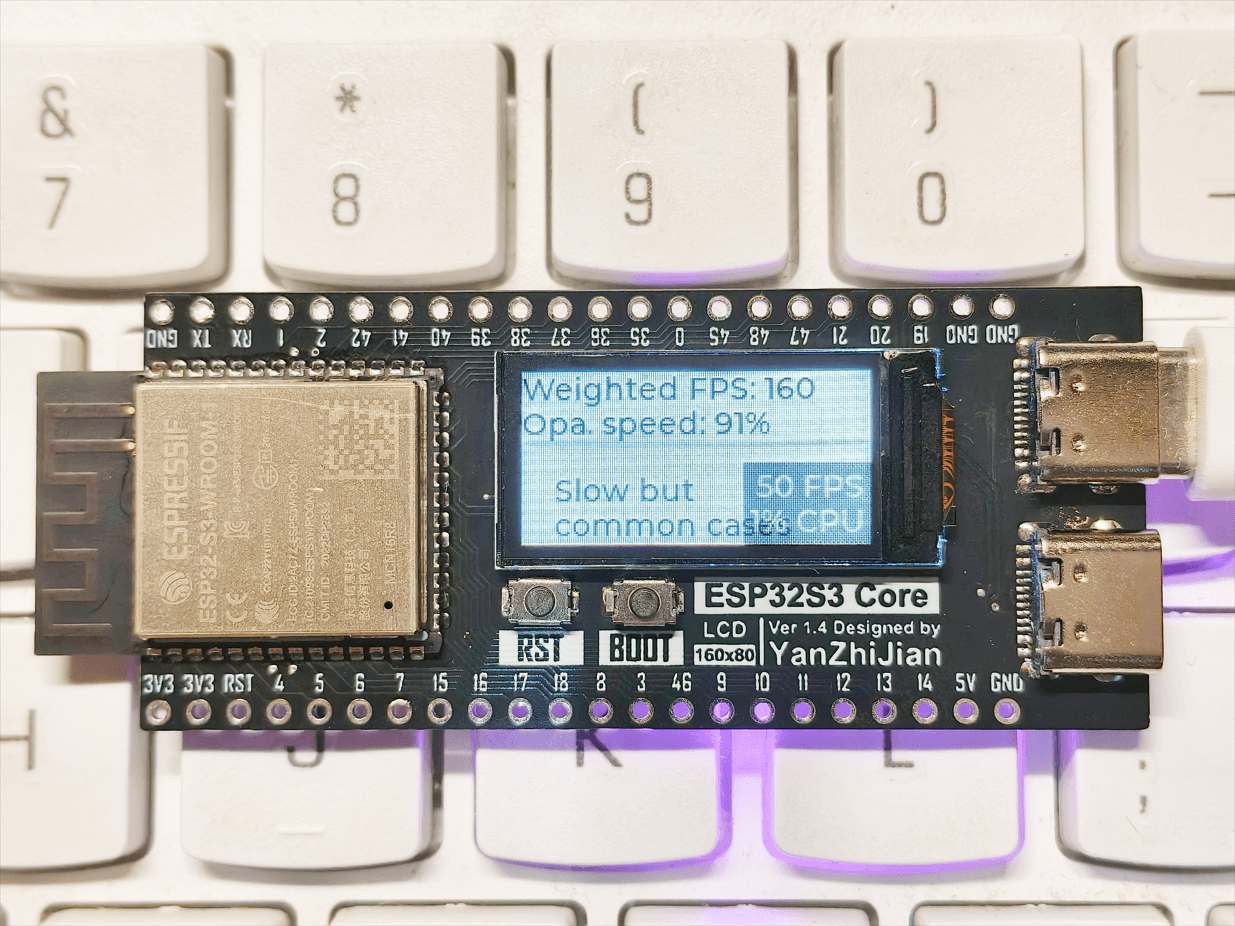 &
7
*
8
(
9
)
0
GND TX RX 1 2 42 41 40 39 38 37 36 35 0 45 48 47 21 20 19 GND GND
ESPRESSIF
ESP32-S3-WROOM-1
CE
Weighted FPS: 160
Opa. speed: 91%
Slow but
common cases
50 FPS
1% CPU
RST
BOOT
ESP32S3 Core
LCD
160x80
Ver 1.4 Designed by
YanZhiJian
3V3 3V3 RST 4 5 6 7 15 16 17 18 8 3 46 9 10 11 12 13 14 5V GND
J
K
L